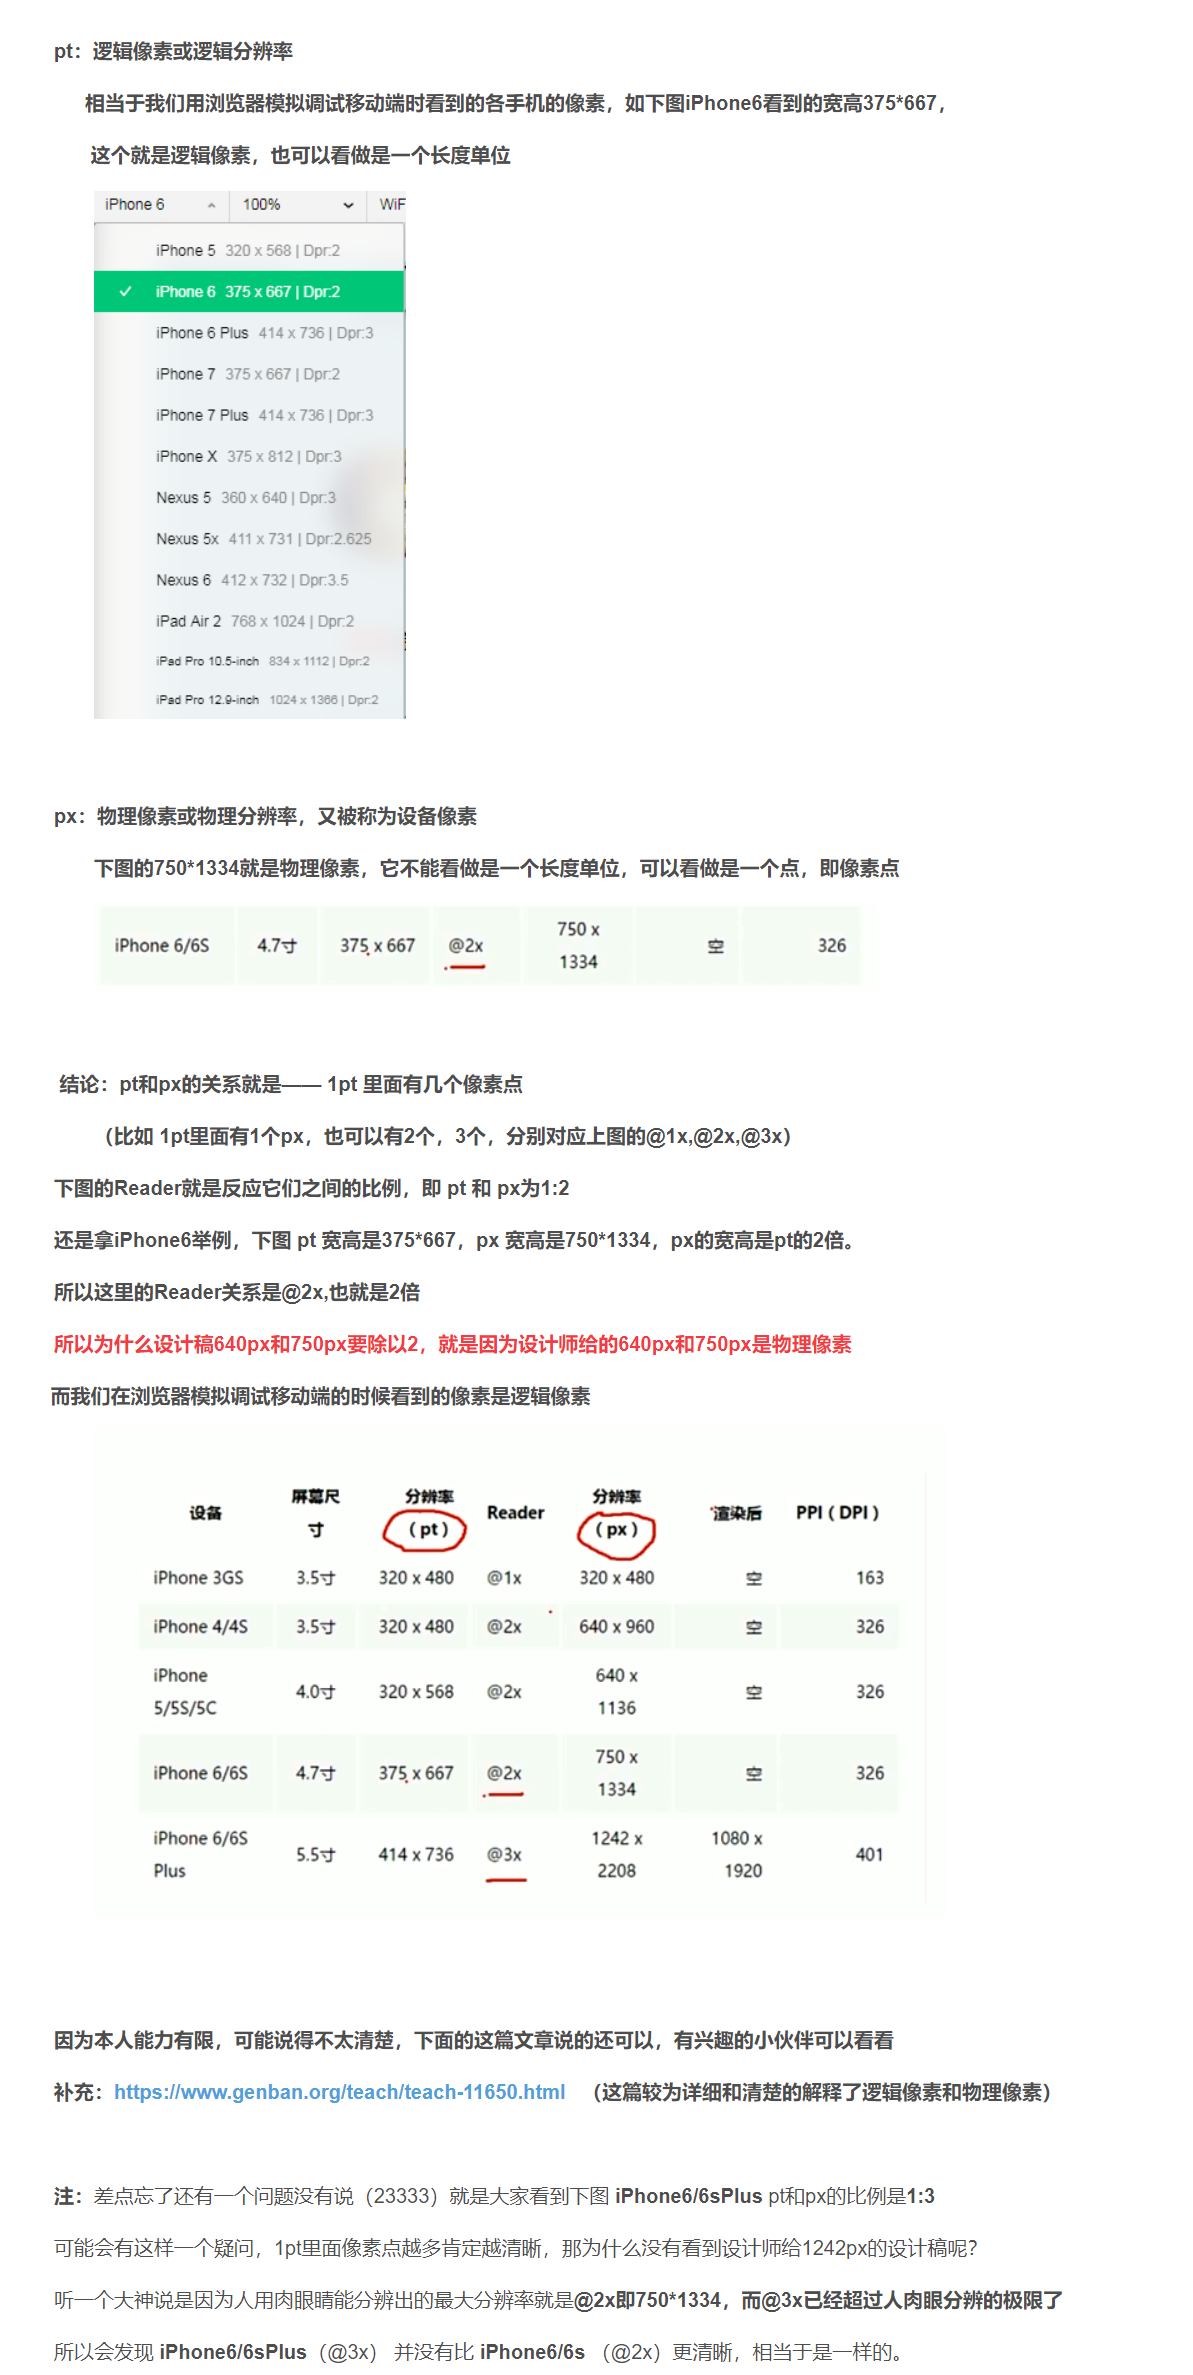 pt：逻辑像素或逻辑分辨率
相当于我们用浏览器模拟调试移动端时看到的各手机的像素，如下图iPhone6看到的宽高375*667，
这个就是逻辑像素，也可以看做是一个长度单位
iPhone 6 100% WiF
iPhone 5 320 x 568 | Dpr:2
iPhone 6 375 x 667 | Dpr:2
iPhone 6 Plus 414 x 736 | Dpr:3
iPhone 7 375 x 667 | Dpr:2
iPhone 7 Plus 414 x 736 | Dpr:3
iPhone X 375 x 812 | Dpr:3
Nexus 5 360 x 640 | Dpr:3
Nexus 5x 411 x 731 | Dpr:2.625
Nexus 6 412 x 732 | Dpr:3.5
iPad Air 2 768 x 1024 | Dpr:2
iPad Pro 10.5-inch 834 x 1112 | Dpr:2
iPad Pro 12.9-inch 1024 x 1366 | Dpr:2
px：物理像素或物理分辨率，又被称为设备像素
下图的750*1334就是物理像素，它不能看做是一个长度单位，可以看做是一个点，即像素点
iPhone 6/6S 4.7寸 375 x 667 @2x 750 x 1334 空 326
结论：pt和px的关系就是—— 1pt 里面有几个像素点
（比如 1pt里面有1个px，也可以有2个，3个，分别对应上图的@1x,@2x,@3x）
下图的Reader就是反应它们之间的比例，即 pt 和 px为1:2
还是拿iPhone6举例，下图 pt 宽高是375*667，px 宽高是750*1334，px的宽高是pt的2倍。
所以这里的Reader关系是@2x,也就是2倍
所以为什么设计稿640px和750px要除以2，就是因为设计师给的640px和750px是物理像素
而我们在浏览器模拟调试移动端的时候看到的像素是逻辑像素
设备 屏幕尺寸 分辨率（pt） Reader 分辨率（px） 渲染后 PPI（DPI）
iPhone 3GS 3.5寸 320 x 480 @1x 320 x 480 空 163
iPhone 4/4S 3.5寸 320 x 480 @2x 640 x 960 空 326
iPhone 5/5S/5C 4.0寸 320 x 568 @2x 640 x 1136 空 326
iPhone 6/6S 4.7寸 375 x 667 @2x 750 x 1334 空 326
iPhone 6/6S Plus 5.5寸 414 x 736 @3x 1242 x 2208 1080 x 1920 401
因为本人能力有限，可能说得不太清楚，下面的这篇文章说的还可以，有兴趣的小伙伴可以看看
补充：https://www.genban.org/teach/teach-11650.html （这篇较为详细和清楚的解释了逻辑像素和物理像素）
注：差点忘了还有一个问题没有说（23333）就是大家看到下图 iPhone6/6sPlus pt和px的比例是1:3
可能会有这样一个疑问，1pt里面像素点越多肯定越清晰，那为什么没有看到设计师给1242px的设计稿呢?
听一个大神说是因为人用肉眼睛能分辨出的最大分辨率就是@2x即750*1334，而@3x已经超过人肉眼分辨的极限了
所以会发现 iPhone6/6sPlus（@3x） 并没有比 iPhone6/6s （@2x）更清晰，相当于是一样的。